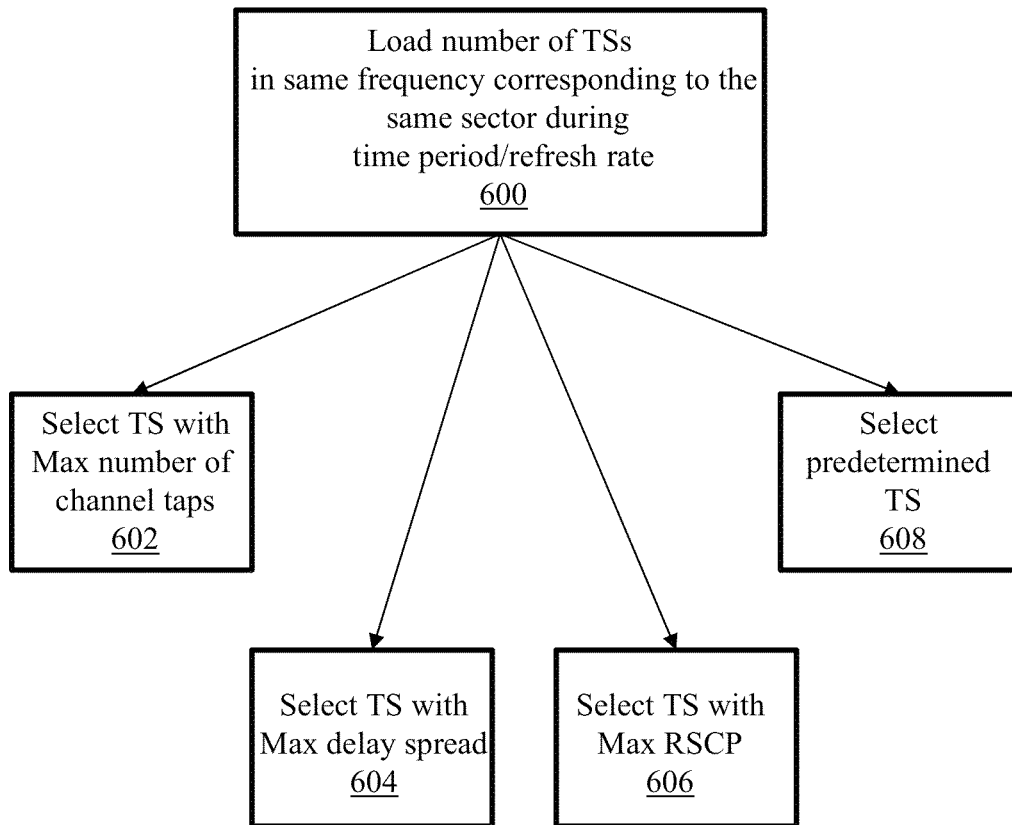 Load number of TSs
in same frequency corresponding to the
same sector during
time period/refresh rate
600
Select TS with
Max number of
channel taps
602
Select
predetermined
TS
608
Select TS with
Max delay spread
604
Select TS with
Max RSCP
606